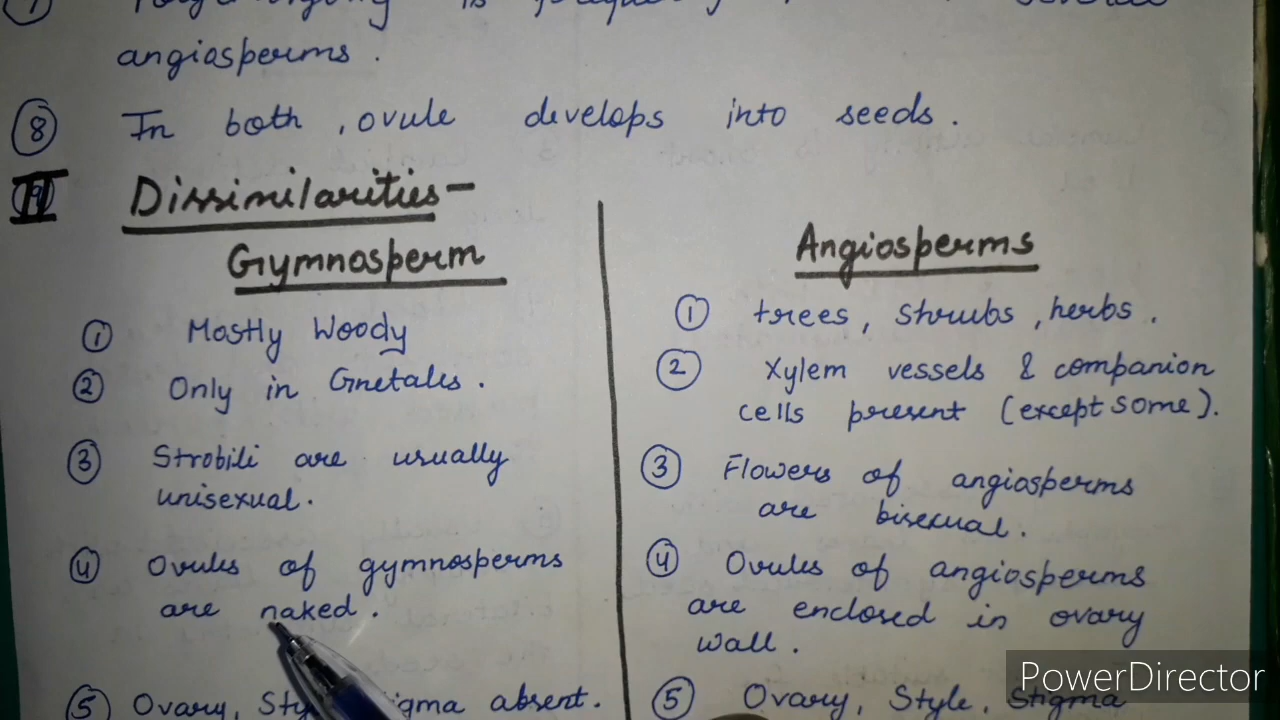 is
angiosperms.
8 In both, ovule develops into seeds.
II Dissimilarities-
Gymnosperm
1 Mostly Woody
2 Only in Gnetales.
3 Strobili are usually
unisexual.
4 Ovules of gymnosperms
are naked.
5 Ovary, absent.
Angiosperms
1 trees, shrubs, herbs.
2 Xylem vessels & companion
cells present (except some).
3 Flowers of angiosperms
are bisexual.
4 Ovules of angiosperms
are enclosed in ovary
wall.
5 Ovary, Style, Stigma
PowerDirector